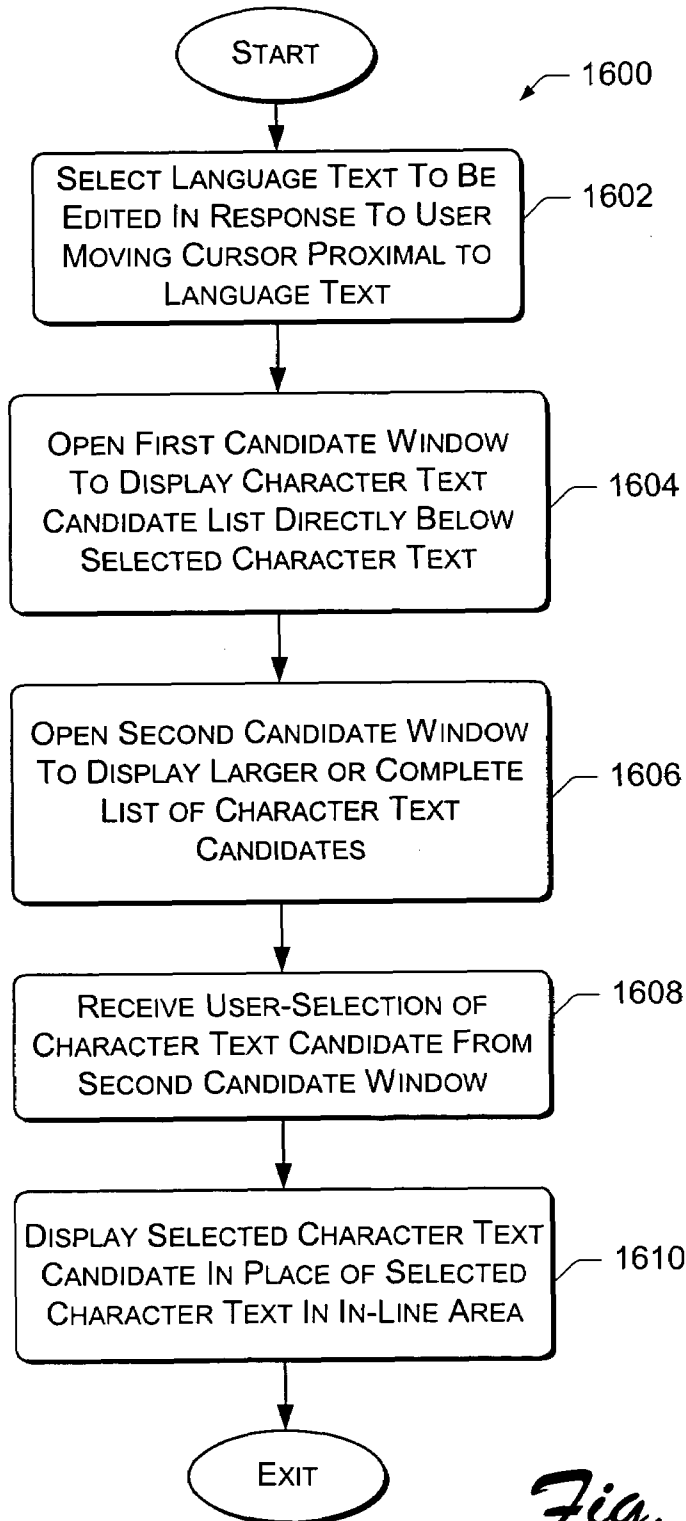 START
1600
SELECT LANGUAGE TEXT TO BE
EDITED IN RESPONSE TO USER
MOVING CURSOR PROXIMAL TO
LANGUAGE TEXT
1602
OPEN FIRST CANDIDATE WINDOW
TO DISPLAY CHARACTER TEXT
CANDIDATE LIST DIRECTLY BELOW
SELECTED CHARACTER TEXT
1604
OPEN SECOND CANDIDATE WINDOW
TO DISPLAY LARGER OR COMPLETE
LIST OF CHARACTER TEXT
CANDIDATES
1606
RECEIVE USER-SELECTION OF
CHARACTER TEXT CANDIDATE FROM
SECOND CANDIDATE WINDOW
1608
DISPLAY SELECTED CHARACTER TEXT
CANDIDATE IN PLACE OF SELECTED
CHARACTER TEXT IN IN-LINE AREA
1610
EXIT
Fig.